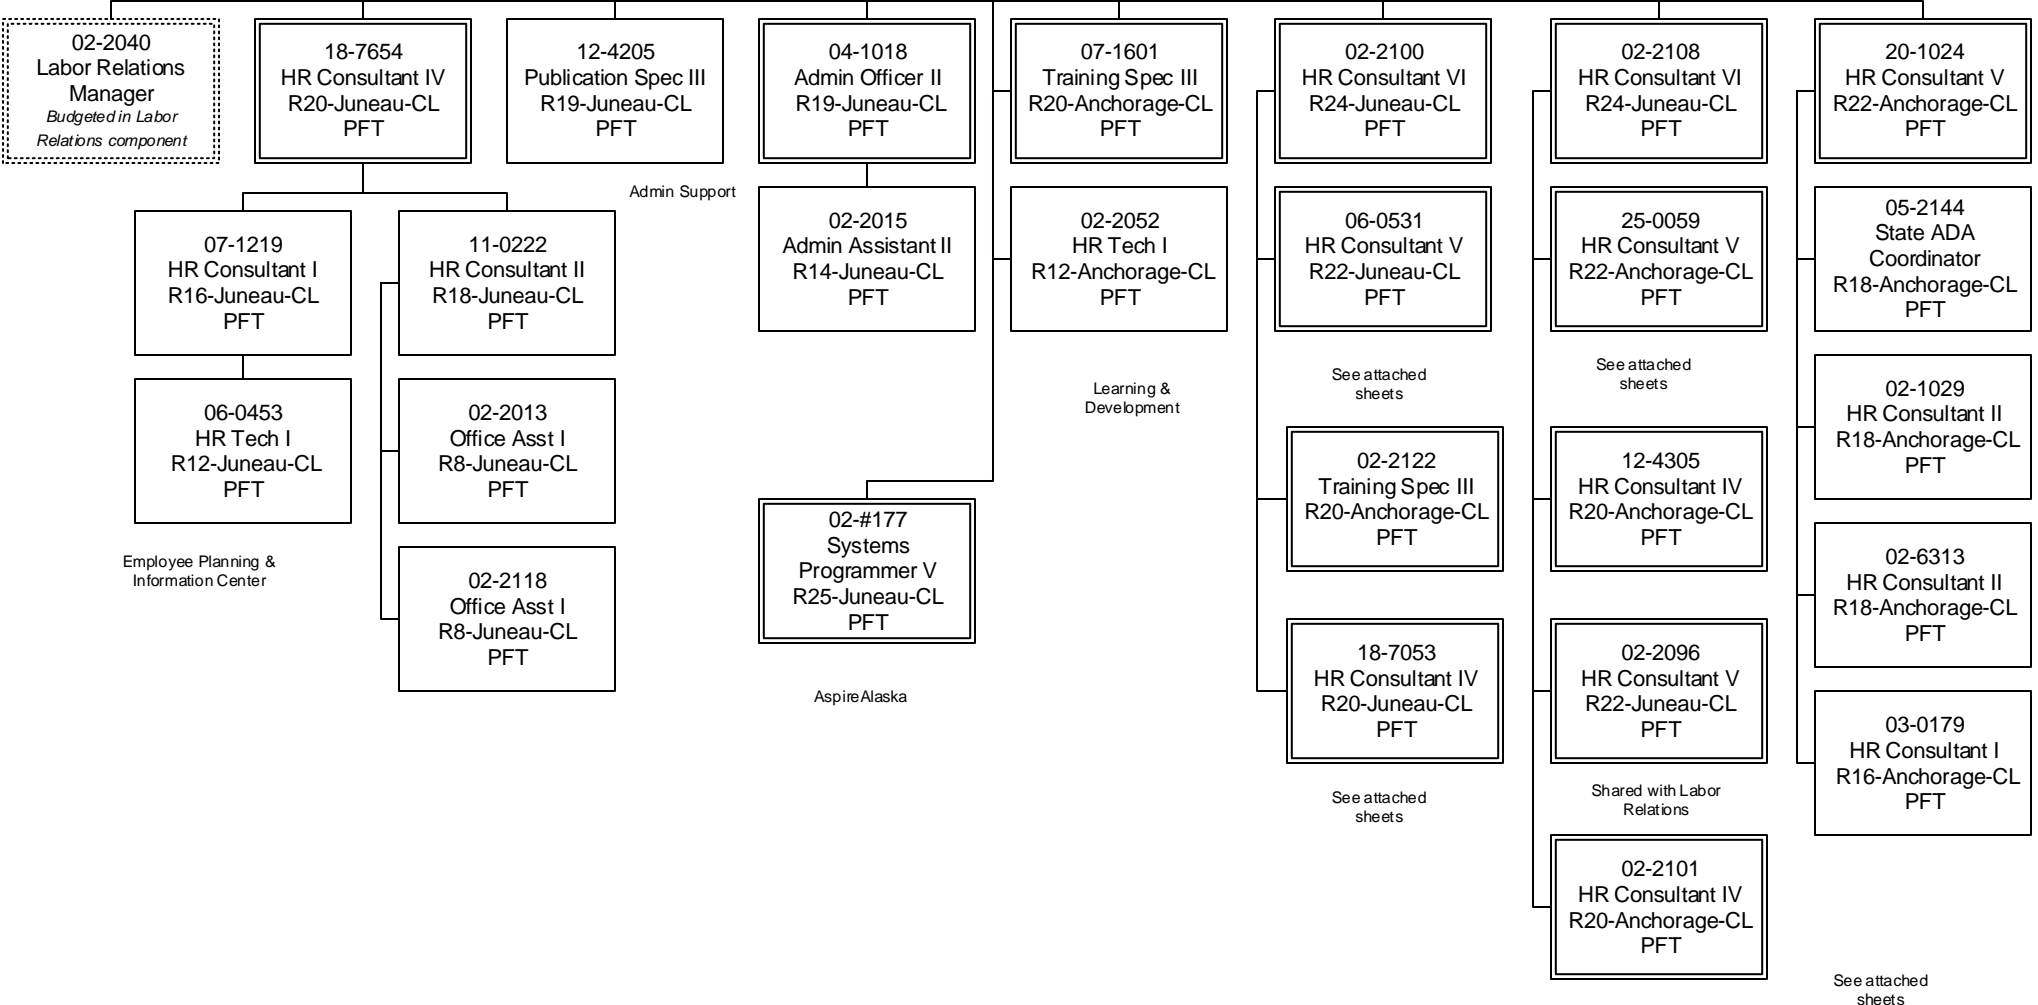 02-2040
Labor Relations
Manager
Budgeted in Labor
Relations component
18-7654
HR Consultant IV
R20-Juneau-CL
PFT
12-4205
Publication Spec III
R19-Juneau-CL
PFT
04-1018
Admin Officer II
R19-Juneau-CL
PFT
07-1601
Training Spec III
R20-Anchorage-CL
PFT
02-2100
HR Consultant VI
R24-Juneau-CL
PFT
02-2108
HR Consultant VI
R24-Juneau-CL
PFT
20-1024
HR Consultant V
R22-Anchorage-CL
PFT
Admin Support
07-1219
HR Consultant I
R16-Juneau-CL
PFT
11-0222
HR Consultant II
R18-Juneau-CL
PFT
02-2015
Admin Assistant II
R14-Juneau-CL
PFT
02-2052
HR Tech I
R12-Anchorage-CL
PFT
06-0531
HR Consultant V
R22-Juneau-CL
PFT
25-0059
HR Consultant V
R22-Anchorage-CL
PFT
05-2144
State ADA
Coordinator
R18-Anchorage-CL
PFT
See attached
sheets
See attached
sheets
Learning &
Development
06-0453
HR Tech I
R12-Juneau-CL
PFT
02-2013
Office Asst I
R8-Juneau-CL
PFT
02-1029
HR Consultant II
R18-Anchorage-CL
PFT
02-2122
Training Spec III
R20-Anchorage-CL
PFT
12-4305
HR Consultant IV
R20-Anchorage-CL
PFT
02-#177
Systems
Programmer V
R25-Juneau-CL
PFT
Employee Planning &
Information Center
02-2118
Office Asst I
R8-Juneau-CL
PFT
02-6313
HR Consultant II
R18-Anchorage-CL
PFT
AspireAlaska
18-7053
HR Consultant IV
R20-Juneau-CL
PFT
02-2096
HR Consultant V
R22-Juneau-CL
PFT
03-0179
HR Consultant I
R16-Anchorage-CL
PFT
See attached
sheets
Shared with Labor
Relations
02-2101
HR Consultant IV
R20-Anchorage-CL
PFT
See attached
sheets